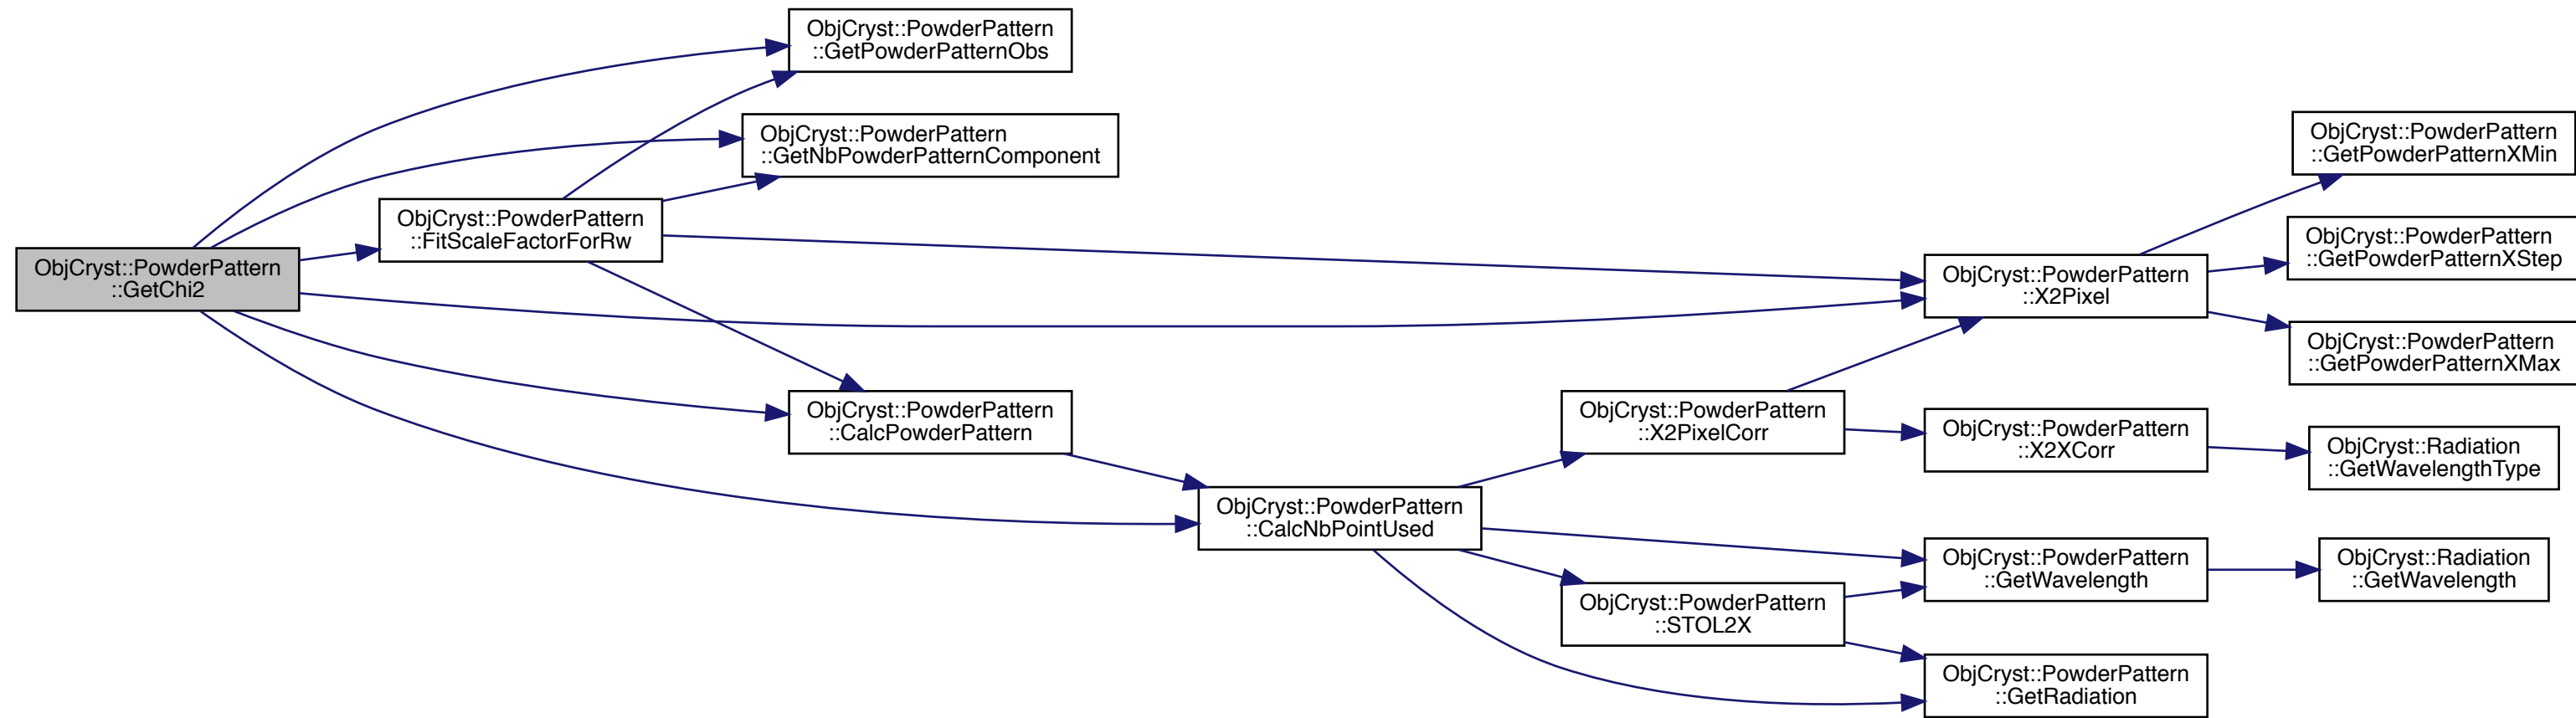 ObjCryst::PowderPattern
::GetChi2
ObjCryst::PowderPattern
::FitScaleFactorForRw
ObjCryst::PowderPattern
::GetPowderPatternObs
ObjCryst::PowderPattern
::GetNbPowderPatternComponent
ObjCryst::PowderPattern
::CalcPowderPattern
ObjCryst::PowderPattern
::CalcNbPointUsed
ObjCryst::PowderPattern
::X2PixelCorr
ObjCryst::PowderPattern
::STOL2X
ObjCryst::PowderPattern
::X2Pixel
ObjCryst::PowderPattern
::X2XCorr
ObjCryst::PowderPattern
::GetWavelength
ObjCryst::PowderPattern
::GetRadiation
ObjCryst::PowderPattern
::GetPowderPatternXMin
ObjCryst::PowderPattern
::GetPowderPatternXStep
ObjCryst::PowderPattern
::GetPowderPatternXMax
ObjCryst::Radiation
::GetWavelengthType
ObjCryst::Radiation
::GetWavelength